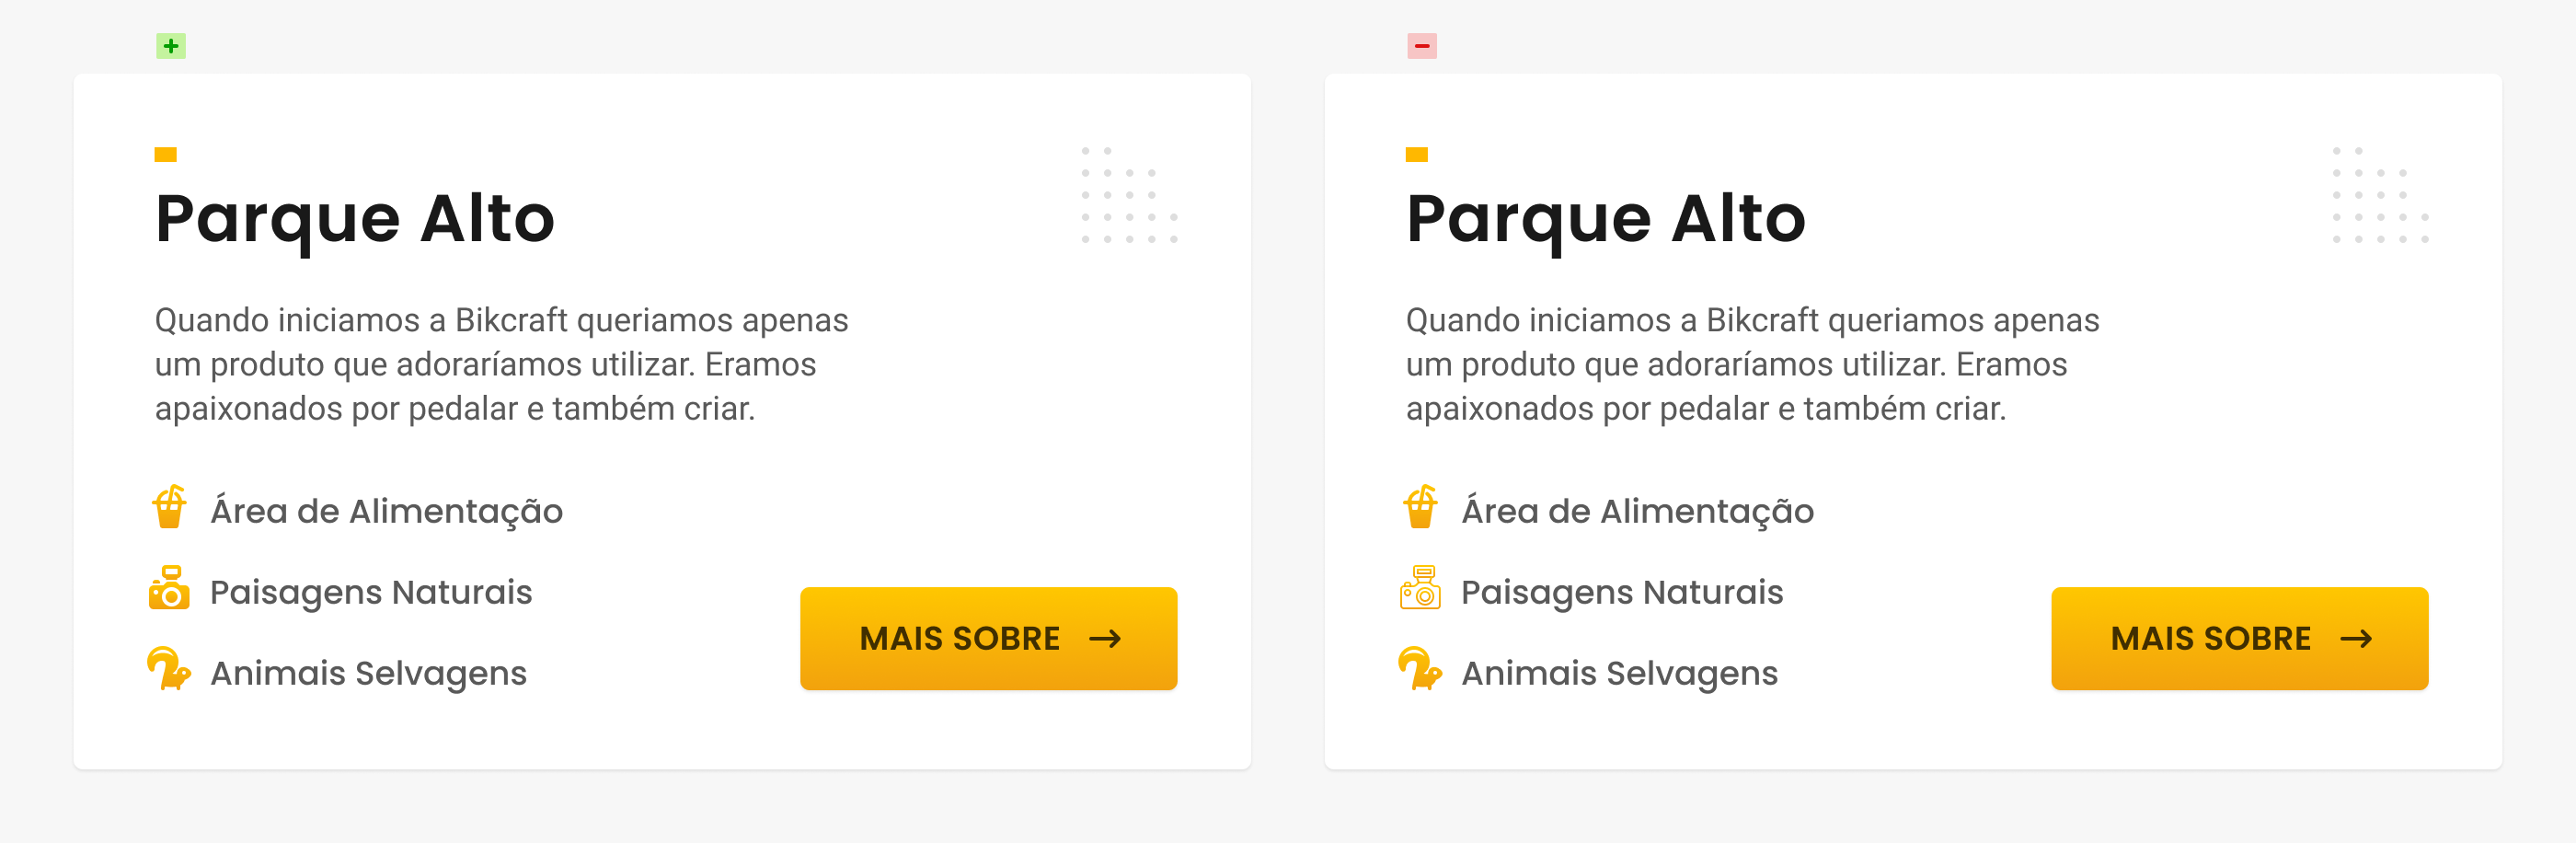 +
Parque Alto
Quando iniciamos a Bikcraft queriamos apenas
um produto que adoraríamos utilizar. Eramos
apaixonados por pedalar e também criar.
Área de Alimentação
Paisagens Naturais
Animais Selvagens
MAIS SOBRE →
−
Parque Alto
Quando iniciamos a Bikcraft queriamos apenas
um produto que adoraríamos utilizar. Eramos
apaixonados por pedalar e também criar.
Área de Alimentação
Paisagens Naturais
Animais Selvagens
MAIS SOBRE →